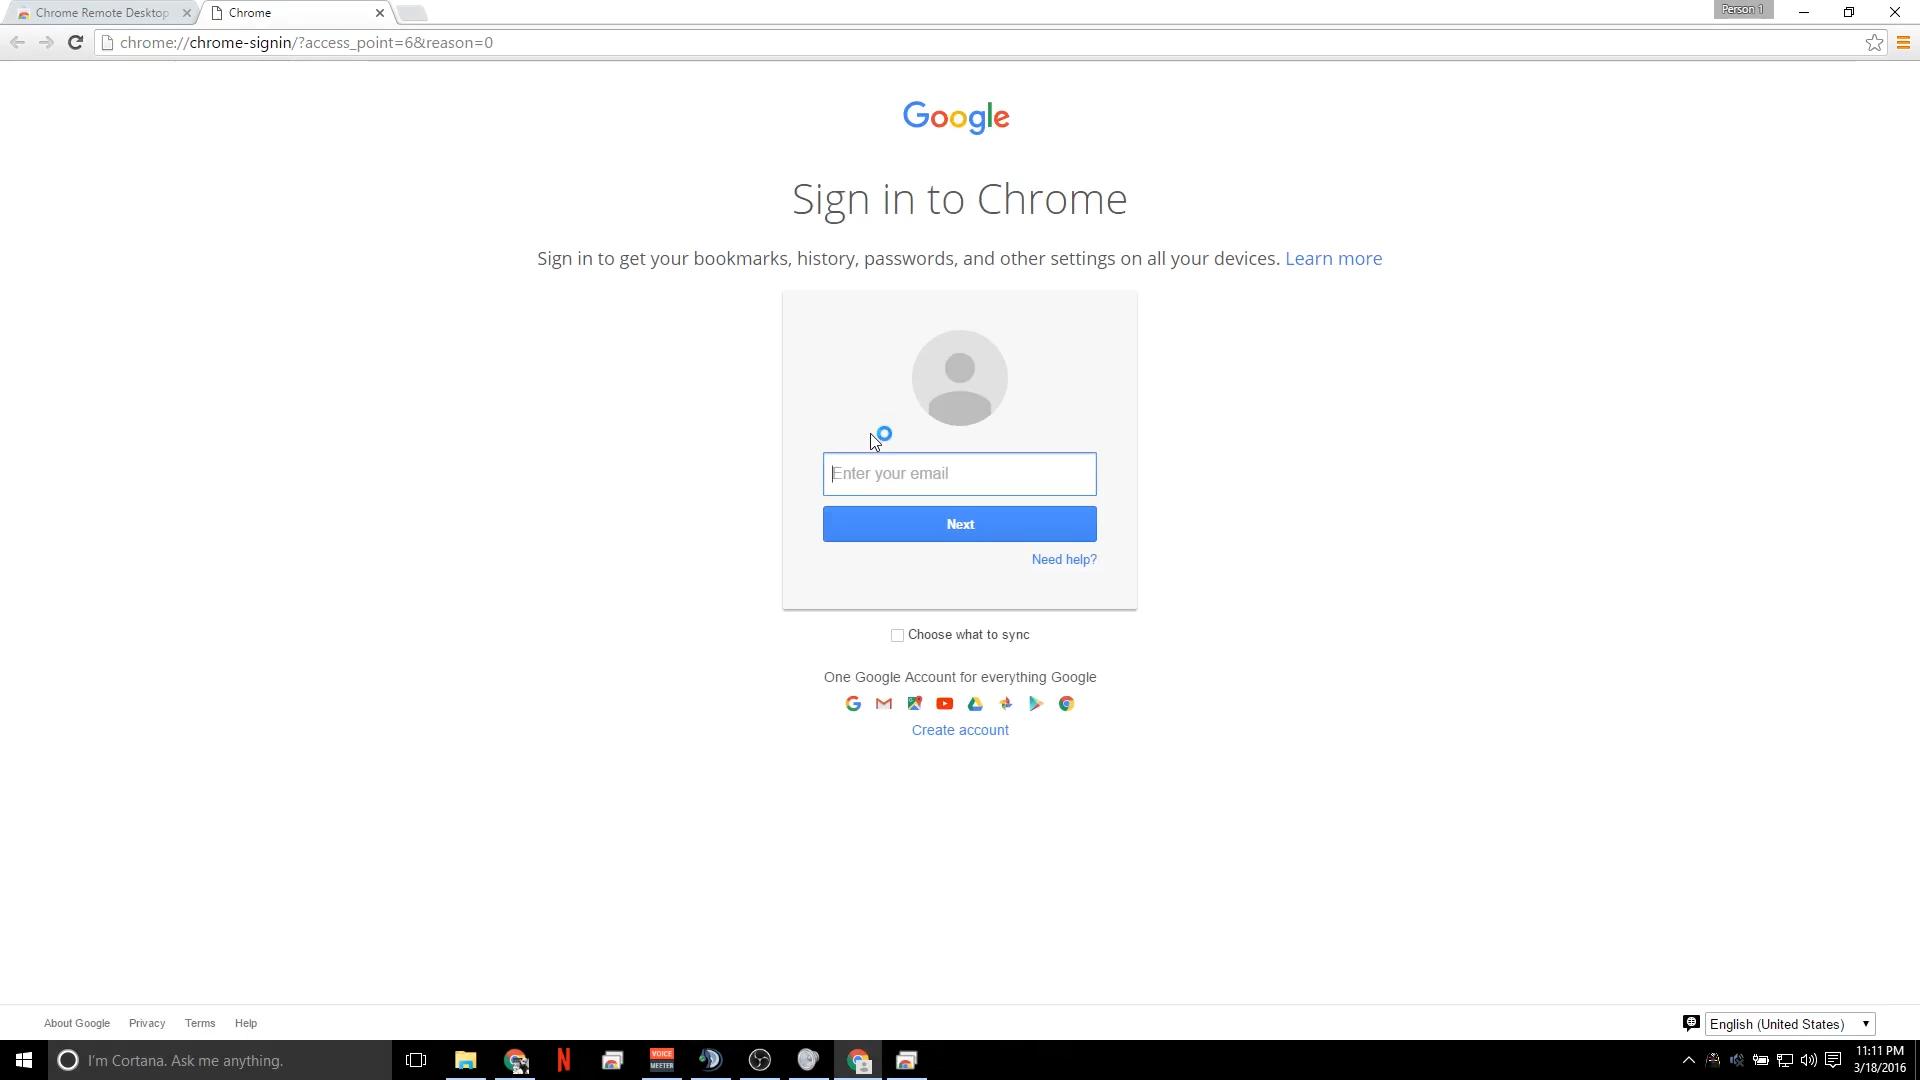 Chrome Remote Desktop
Chrome
Person 1
chrome://chrome-signin/?access_point=6&reason=0
Google
Sign in to Chrome
Sign in to get your bookmarks, history, passwords, and other settings on all your devices. Learn more
Enter your email
Next
Need help?
Choose what to sync
One Google Account for everything Google
Create account
About Google Privacy Terms Help
English (United States)
I'm Cortana. Ask me anything.
VOICE
MEETER
11:11 PM
3/18/2016